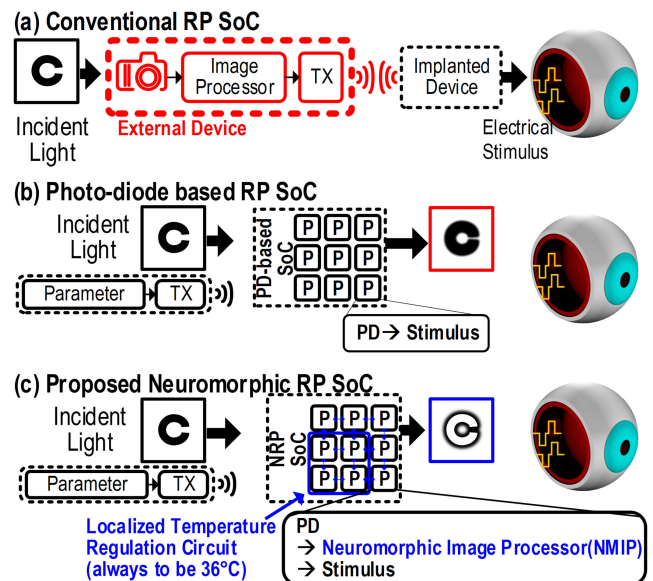 (a) Conventional RP SoC
C
Image
Processor
TX
Implanted
Device
External Device
Incident
Light
Electrical
Stimulus
(b) Photo-diode based RP SoC
Incident
Light
C
Parameter
TX
PD-based
SoC
P P P
P P P
P P P
C
PD→ Stimulus
(c) Proposed Neuromorphic RP SoC
Incident
Light
C
Parameter
TX
NRP
SoC
P P P
P P P
P P P
C
Localized Temperature
Regulation Circuit
(always to be 36°C)
PD
→ Neuromorphic Image Processor(NMIP)
→ Stimulus